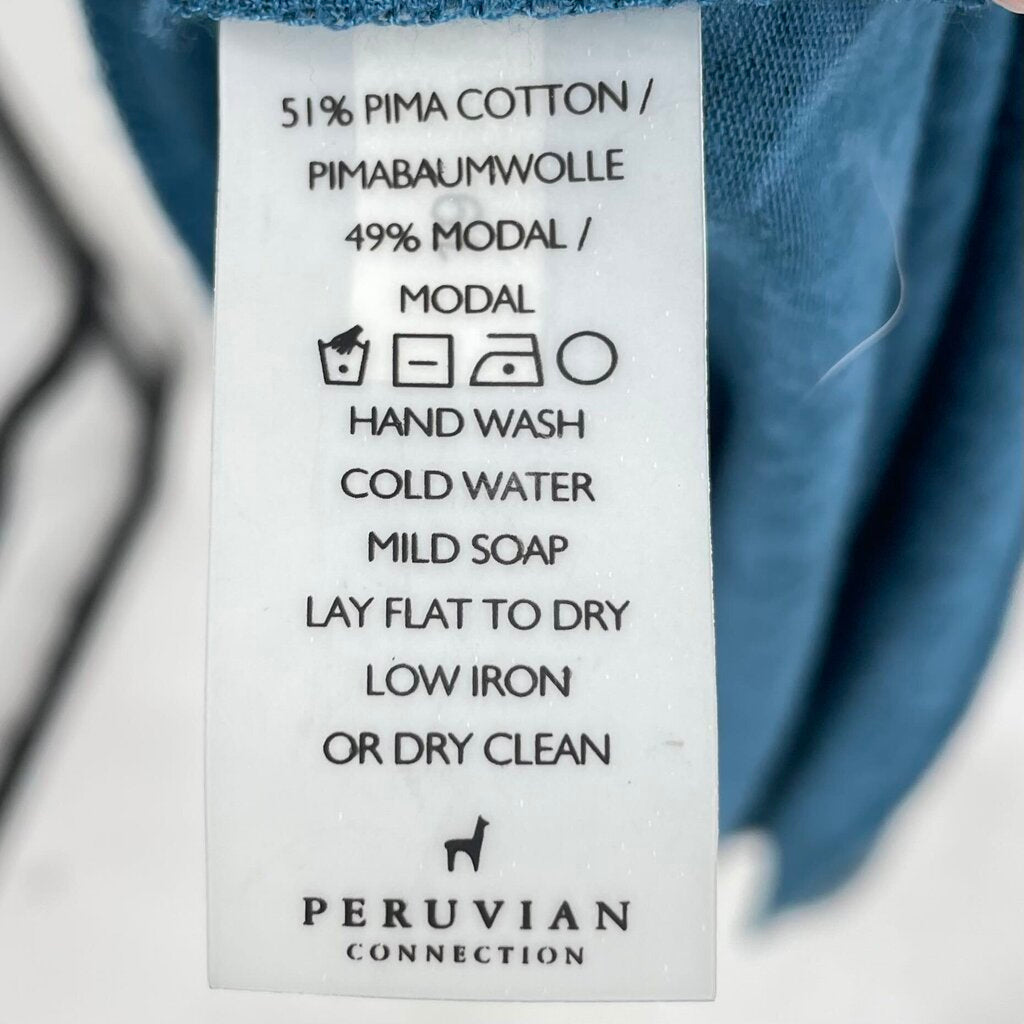 51% PIMA COTTON /
PIMABAUMWOLLE
49% MODAL /
MODAL
HAND WASH
COLD WATER
MILD SOAP
LAY FLAT TO DRY
LOW IRON
OR DRY CLEAN
PERUVIAN
CONNECTION